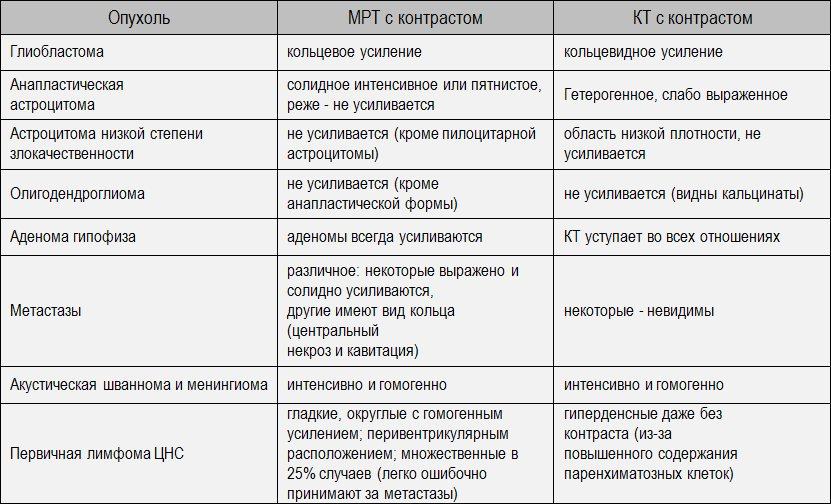 Опухоль
МРТ с контрастом
КТ с контрастом
Глиобластома
кольцевое усиление
кольцевидное усиление
Анапластическая
астроцитома
солидное интенсивное или пятнистое,
реже - не усиливается
Гетерогенное, слабо выраженное
Астроцитома низкой степени
злокачественности
не усиливается (кроме пилоцитарной
астроцитомы)
область низкой плотности, не
усиливается
Олигодендроглиома
не усиливается (кроме
анапластической формы)
не усиливается (видны кальцинаты)
Аденома гипофиза
аденомы всегда усиливаются
КТ уступает во всех отношениях
Метастазы
различное: некоторые выражено и
солидно усиливаются,
другие имеют вид кольца
(центральный
некроз и кавитация)
некоторые - невидимы
Акустическая шваннома и менингиома
интенсивно и гомогенно
интенсивно и гомогенно
Первичная лимфома ЦНС
гладкие, округлые с гомогенным
усилением; перивентрикулярным
расположением; множественные в
25% случаев (легко ошибочно
принимают за метастазы)
гиперденсные даже без
контраста (из-за
повышенного содержания
паренхиматозных клеток)